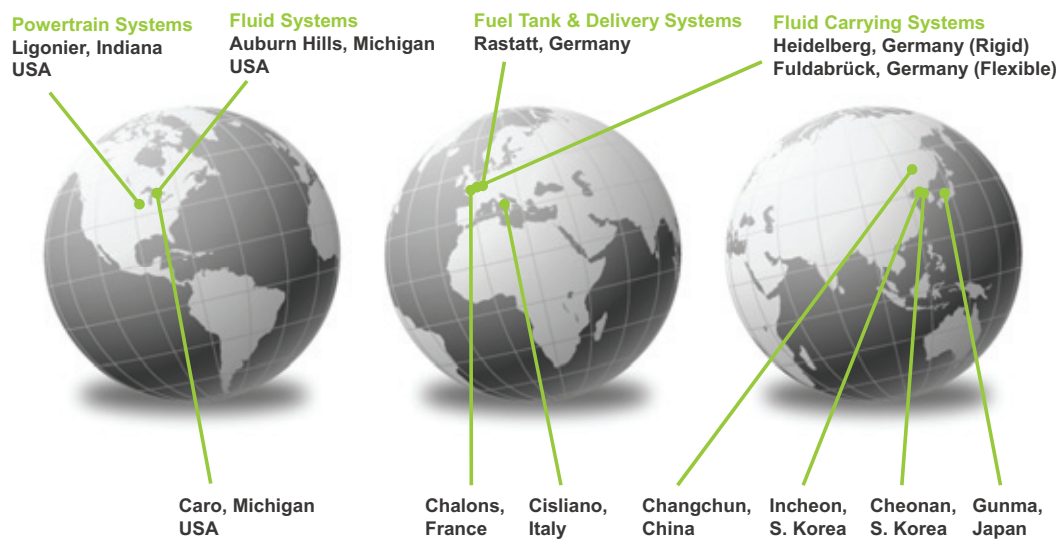 Powertrain Systems
Ligonier, Indiana
USA
Fluid Systems
Auburn Hills, Michigan
USA
Fuel Tank & Delivery Systems
Rastatt, Germany
Fluid Carrying Systems
Heidelberg, Germany (Rigid)
Fuldabrück, Germany (Flexible)
Caro, Michigan
USA
Chalons,
France
Cisliano,
Italy
Changchun,
China
Incheon,
S. Korea
Cheonan,
S. Korea
Gunma,
Japan